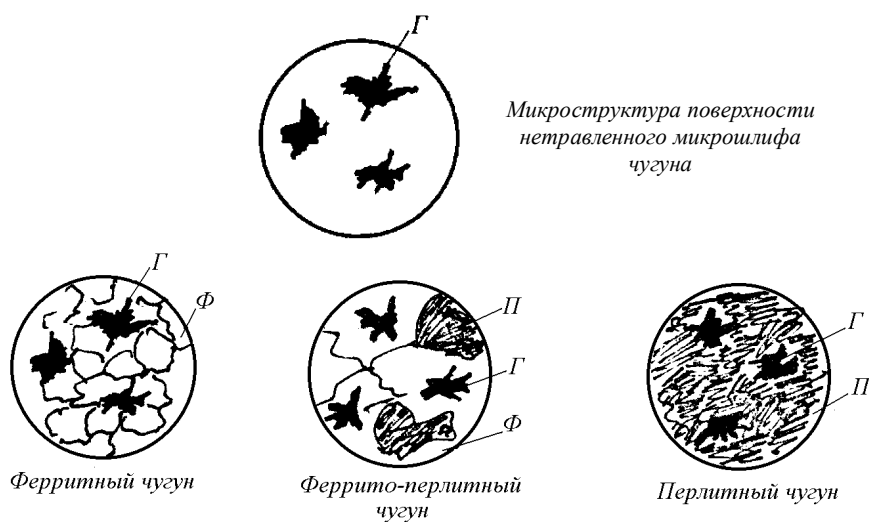 Г
Микроструктура поверхности
нетравленного микрошлифа
чугуна
Г
Ф
Ферритный чугун
П
Г
Ф
Феррито-перлитный
чугун
Г
П
Перлитный чугун